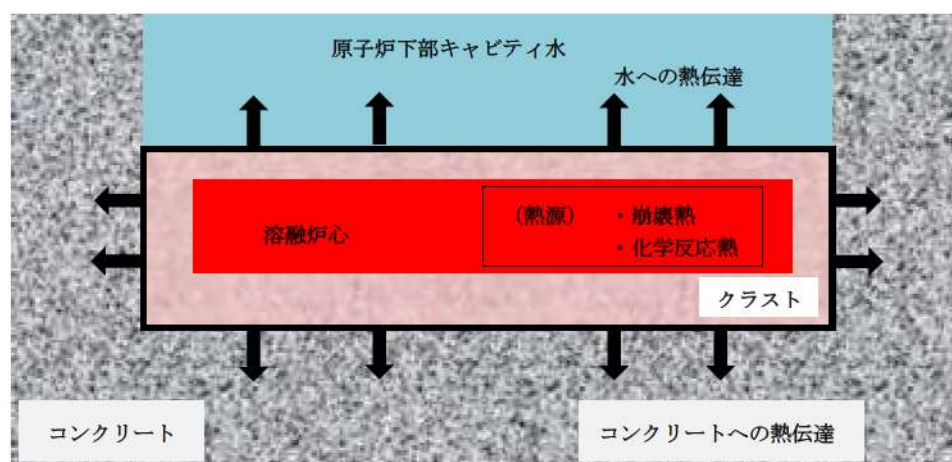 原子炉下部キャビティ水
水への熱伝達
溶融炉心
(熱源) ・崩壊熱
・化学反応熱
クラスト
コンクリート
コンクリートへの熱伝達